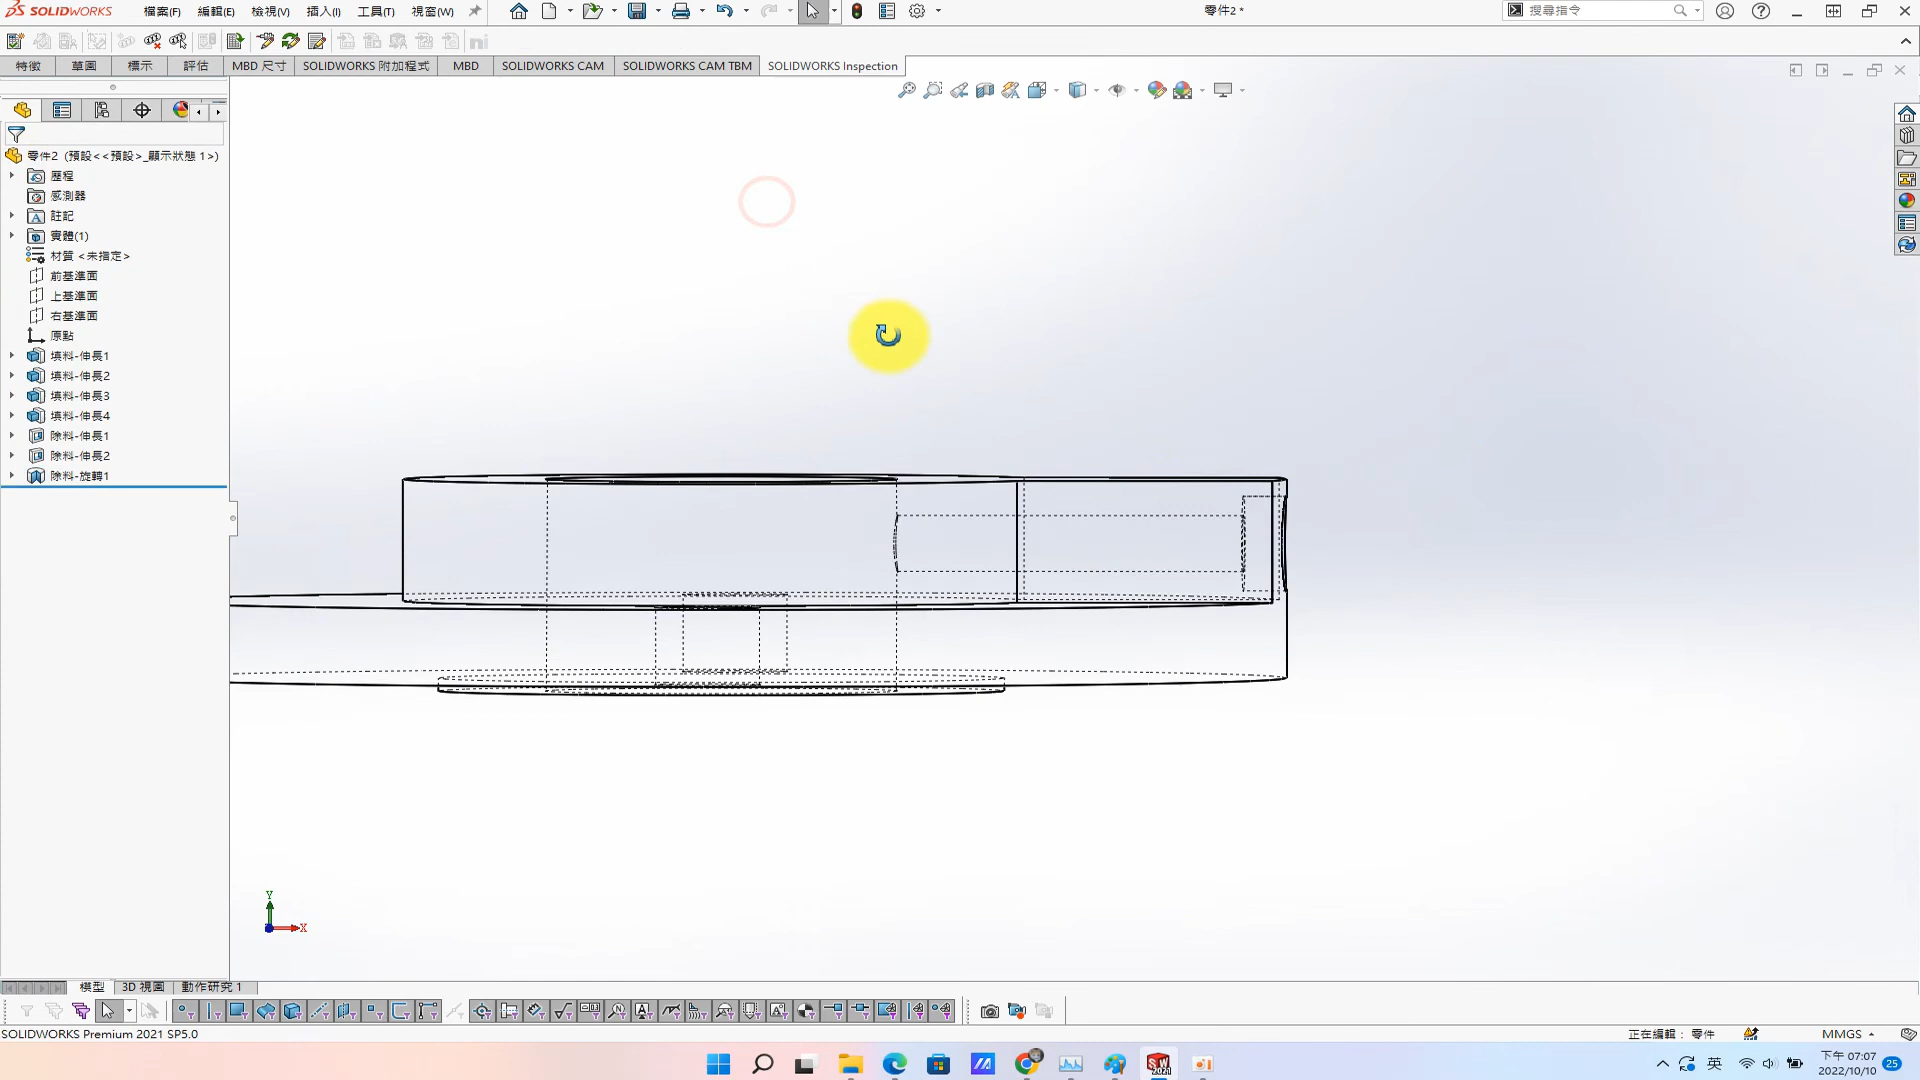 SOLIDWORKS 檔案(F) 編輯(E) 檢視(V) 插入(I) 工具(T) 視窗(W) 零件2 * 搜尋指令
特徵 草圖 標示 評估 MBD 尺寸 SOLIDWORKS 附加程式 MBD SOLIDWORKS CAM SOLIDWORKS CAM TBM SOLIDWORKS Inspection
零件2 (預設<<預設>_顯示狀態 1>)
歷程
感測器
註記
實體(1)
材質 <未指定>
前基準面
上基準面
右基準面
原點
填料-伸長1
填料-伸長2
填料-伸長3
填料-伸長4
除料-伸長1
除料-伸長2
除料-旋轉1
Y
X
模型 3D 視圖 動作研究 1
SOLIDWORKS Premium 2021 SP5.0 正在編輯： 零件 MMGS
SW 2021 英 下午 07:07
2022/10/10 25